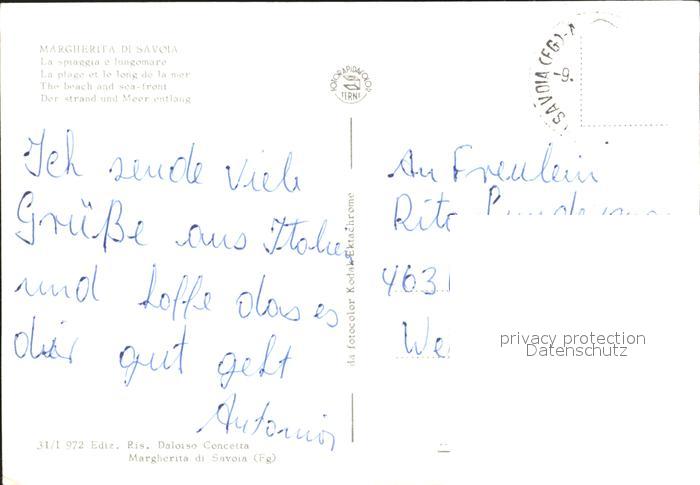 MARGHERITA DI SAVOIA
La spiaggia e lungomare
La plage et le long de la mer
The beach and sea-front
Der strand und Meer entlang
FOTORAPIDACOLOR
TERNI
SAVOIA (FG)
-9.
Ich sende viele
Grüße aus Italien
und hoffe das es
dir gut geht
Antonio
da fotocolor Kodak Ektachrome
An Freulein
Rita
463
We
privacy protection
Datenschutz
31/1 972 Ediz. Ris. Daloiso Concetta
Margherita di Savoia (Fg)